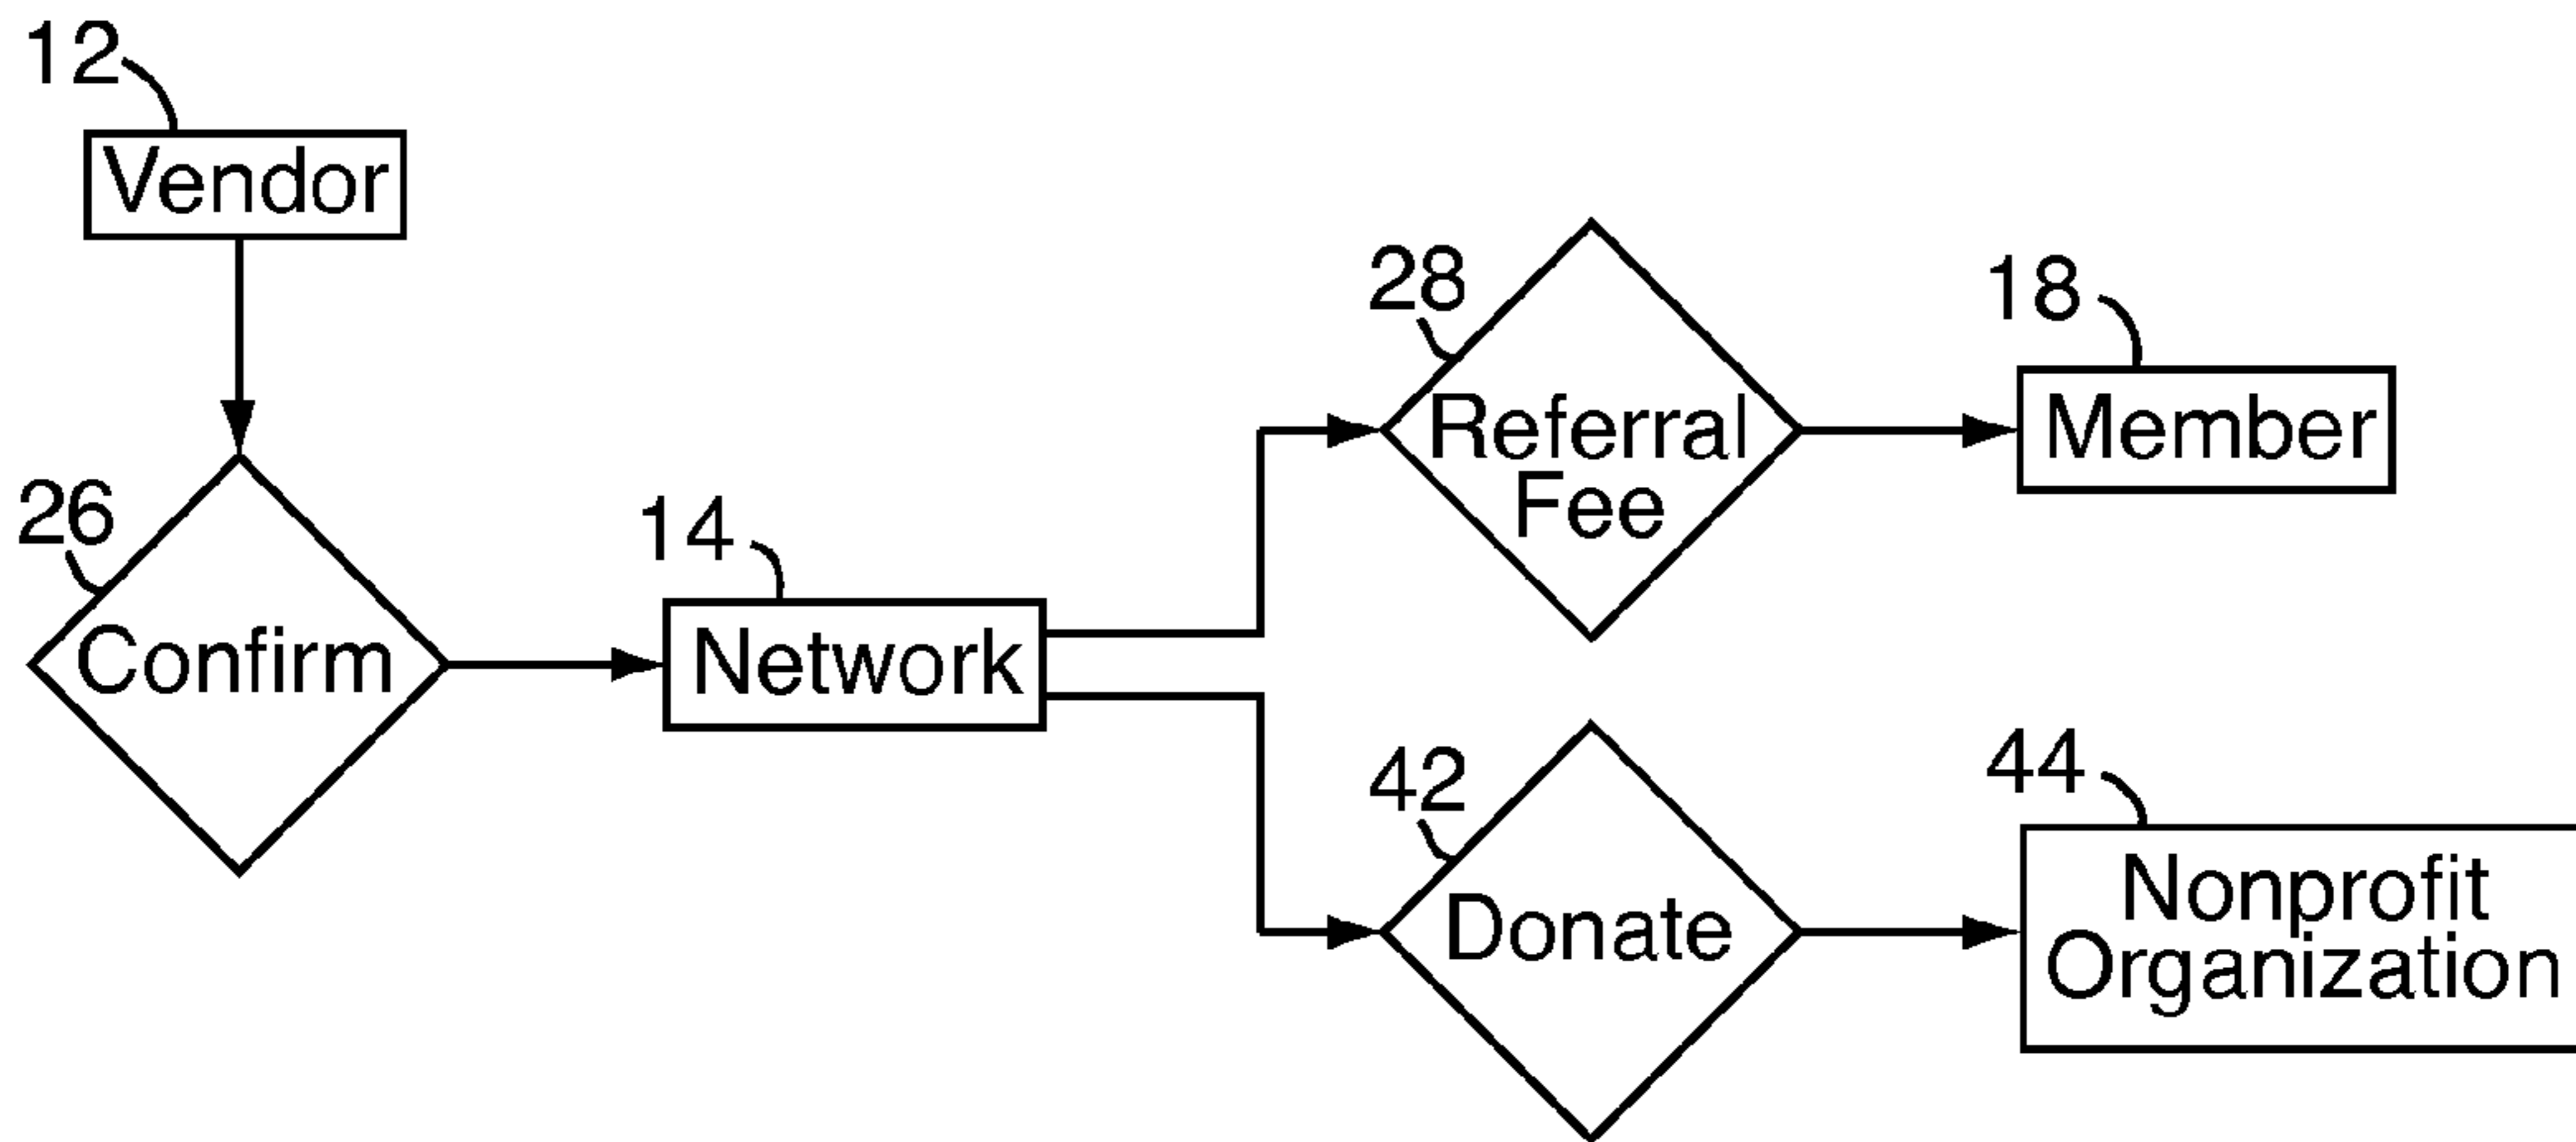 12
Vendor
26
Confirm
14
Network
28
Referral
Fee
18
Member
42
Donate
44
Nonprofit
Organization